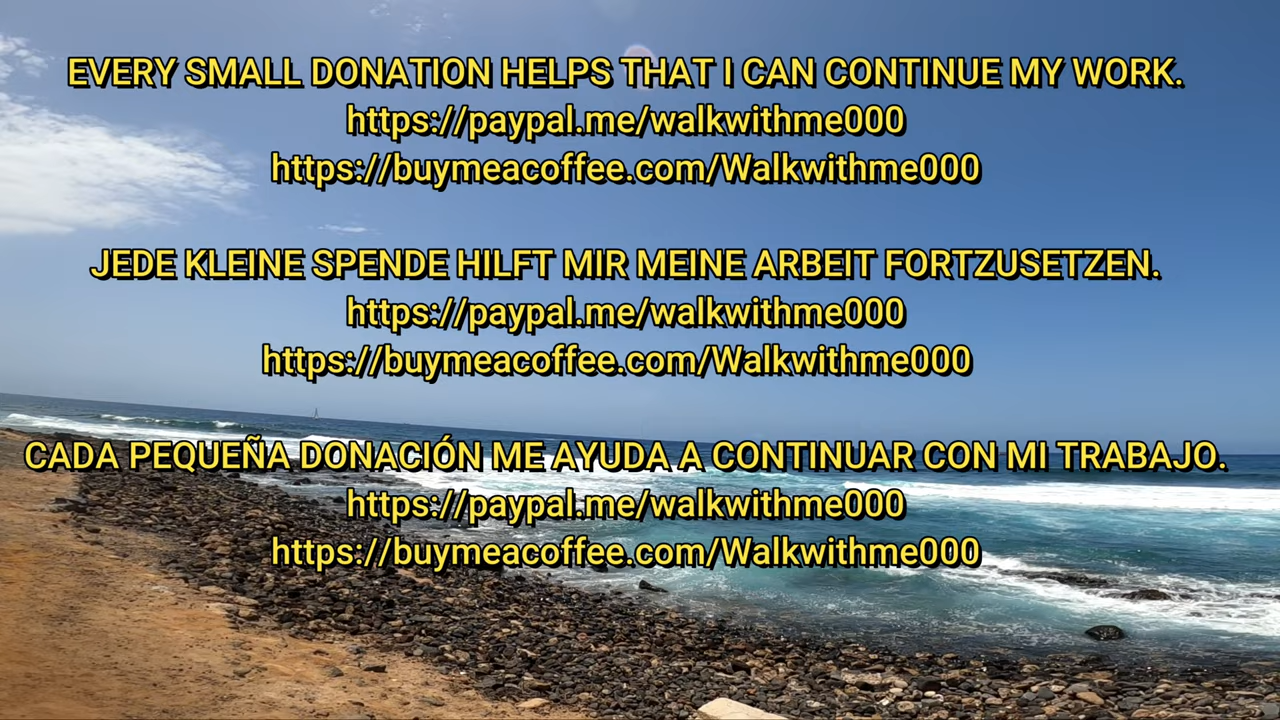 EVERY SMALL DONATION HELPS THAT I CAN CONTINUE MY WORK.
https://paypal.me/walkwithme000
https://buymeacoffee.com/Walkwithme000
JEDE KLEINE SPENDE HILFT MIR MEINE ARBEIT FORTZUSETZEN.
https://paypal.me/walkwithme000
https://buymeacoffee.com/Walkwithme000
CADA PEQUEÑA DONACIÓN ME AYUDA A CONTINUAR CON MI TRABAJO.
https://paypal.me/walkwithme000
https://buymeacoffee.com/Walkwithme000